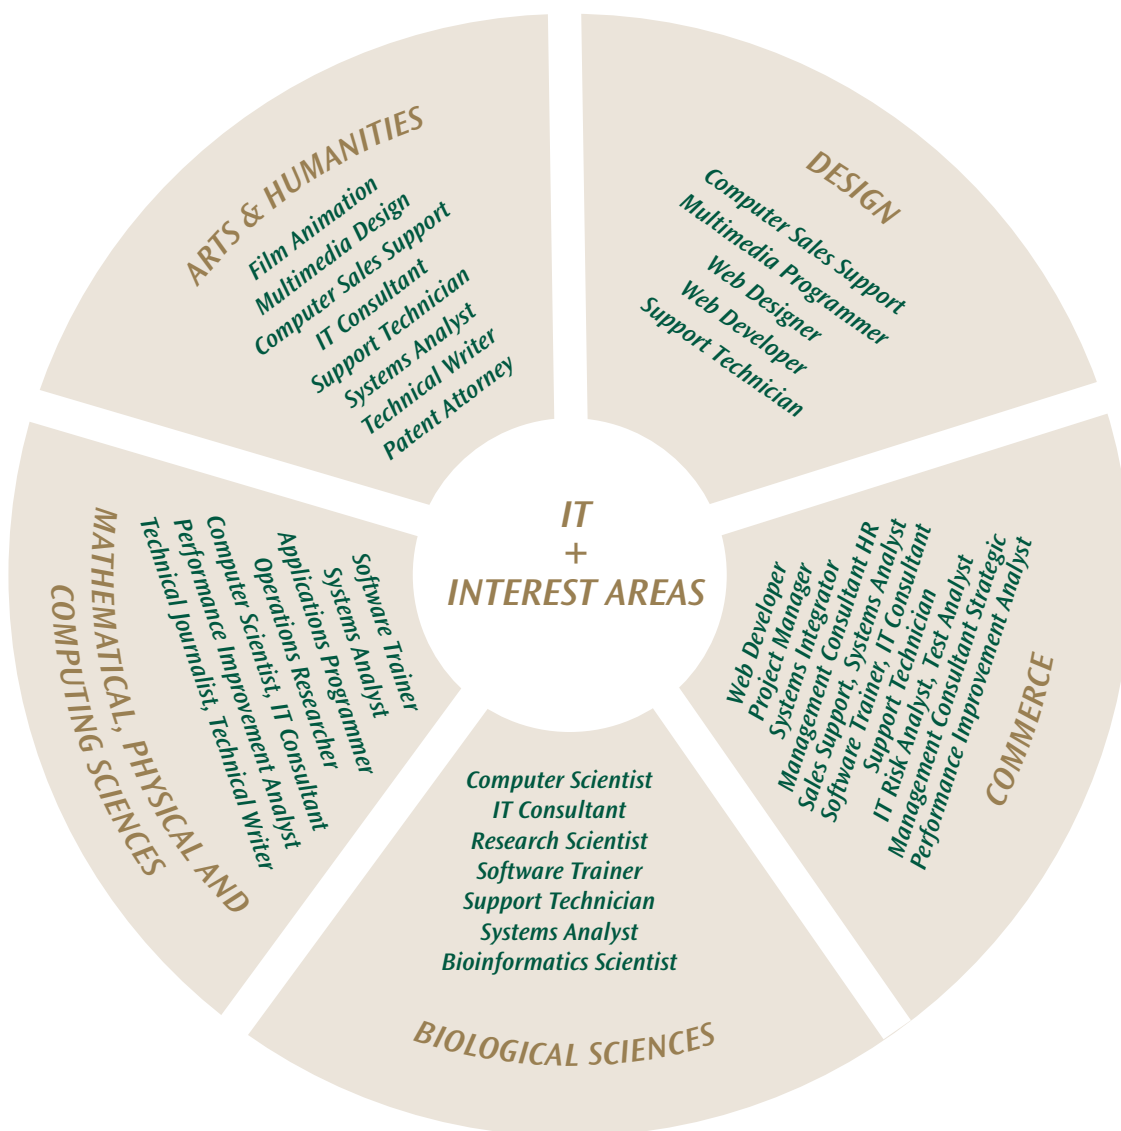 IT
+
INTEREST AREAS
ARTS & HUMANITIES
Film Animation
Multimedia Design
Computer Sales Support
IT Consultant
Support Technician
Systems Analyst
Technical Writer
Patent Attorney
DESIGN
Computer Sales Support
Multimedia Programmer
Web Designer
Web Developer
Support Technician
COMMERCE
Web Developer
Project Manager
Systems Integrator
Management Consultant HR
Sales Support, Systems Analyst
Software Trainer, IT Consultant
Support Technician
IT Risk Analyst, Test Analyst
Management Consultant Strategic
Performance Improvement Analyst
BIOLOGICAL SCIENCES
Computer Scientist
IT Consultant
Research Scientist
Software Trainer
Support Technician
Systems Analyst
Bioinformatics Scientist
MATHEMATICAL, PHYSICAL AND
COMPUTING SCIENCES
Software Trainer
Systems Analyst
Applications Programmer
Operations Researcher
Computer Scientist, IT Consultant
Performance Improvement Analyst
Technical Journalist, Technical Writer